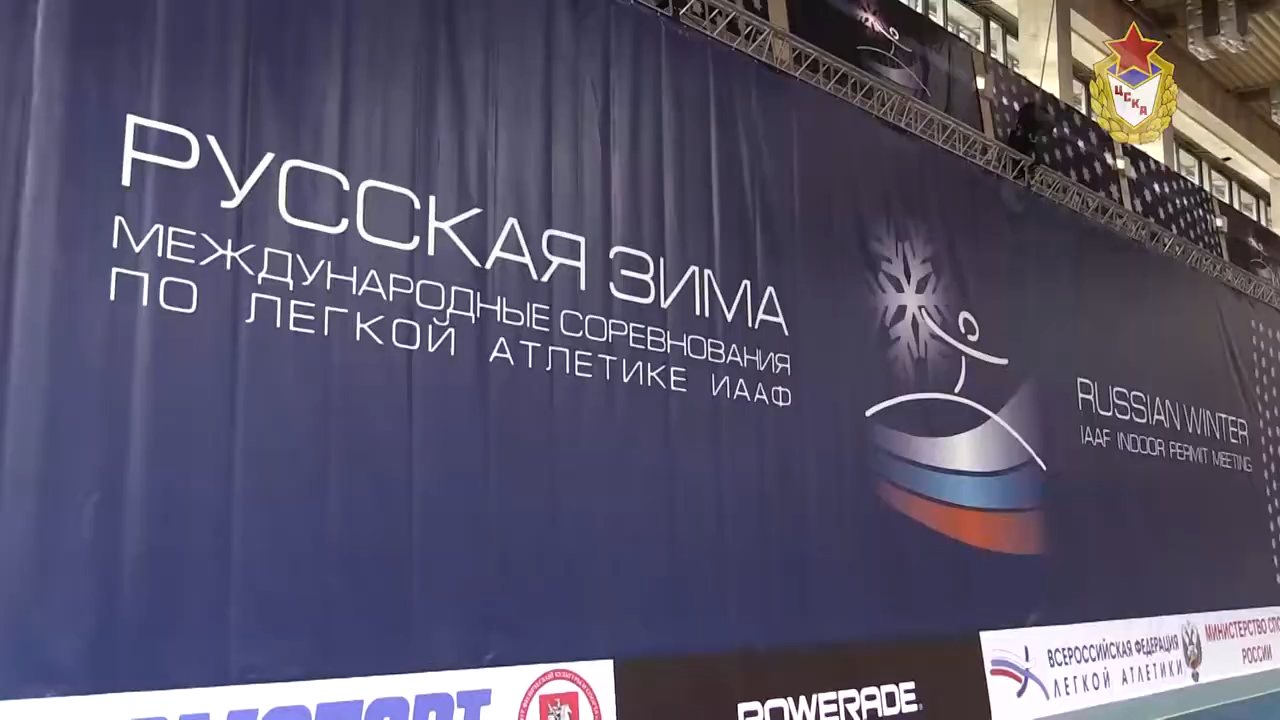 ЦСКА
РУССКАЯ ЗИМА
МЕЖДУНАРОДНЫЕ СОРЕВНОВАНИЯ
ПО ЛЕГКОЙ АТЛЕТИКЕ ИААФ
RUSSIAN WINTER
IAAF INDOOR PERMIT MEETING
POWERADE
ВСЕРОССИЙСКАЯ ФЕДЕРАЦИЯ
ЛЕГКОЙ АТЛЕТИКИ
МИНИСТЕРСТВО
РОССИИ